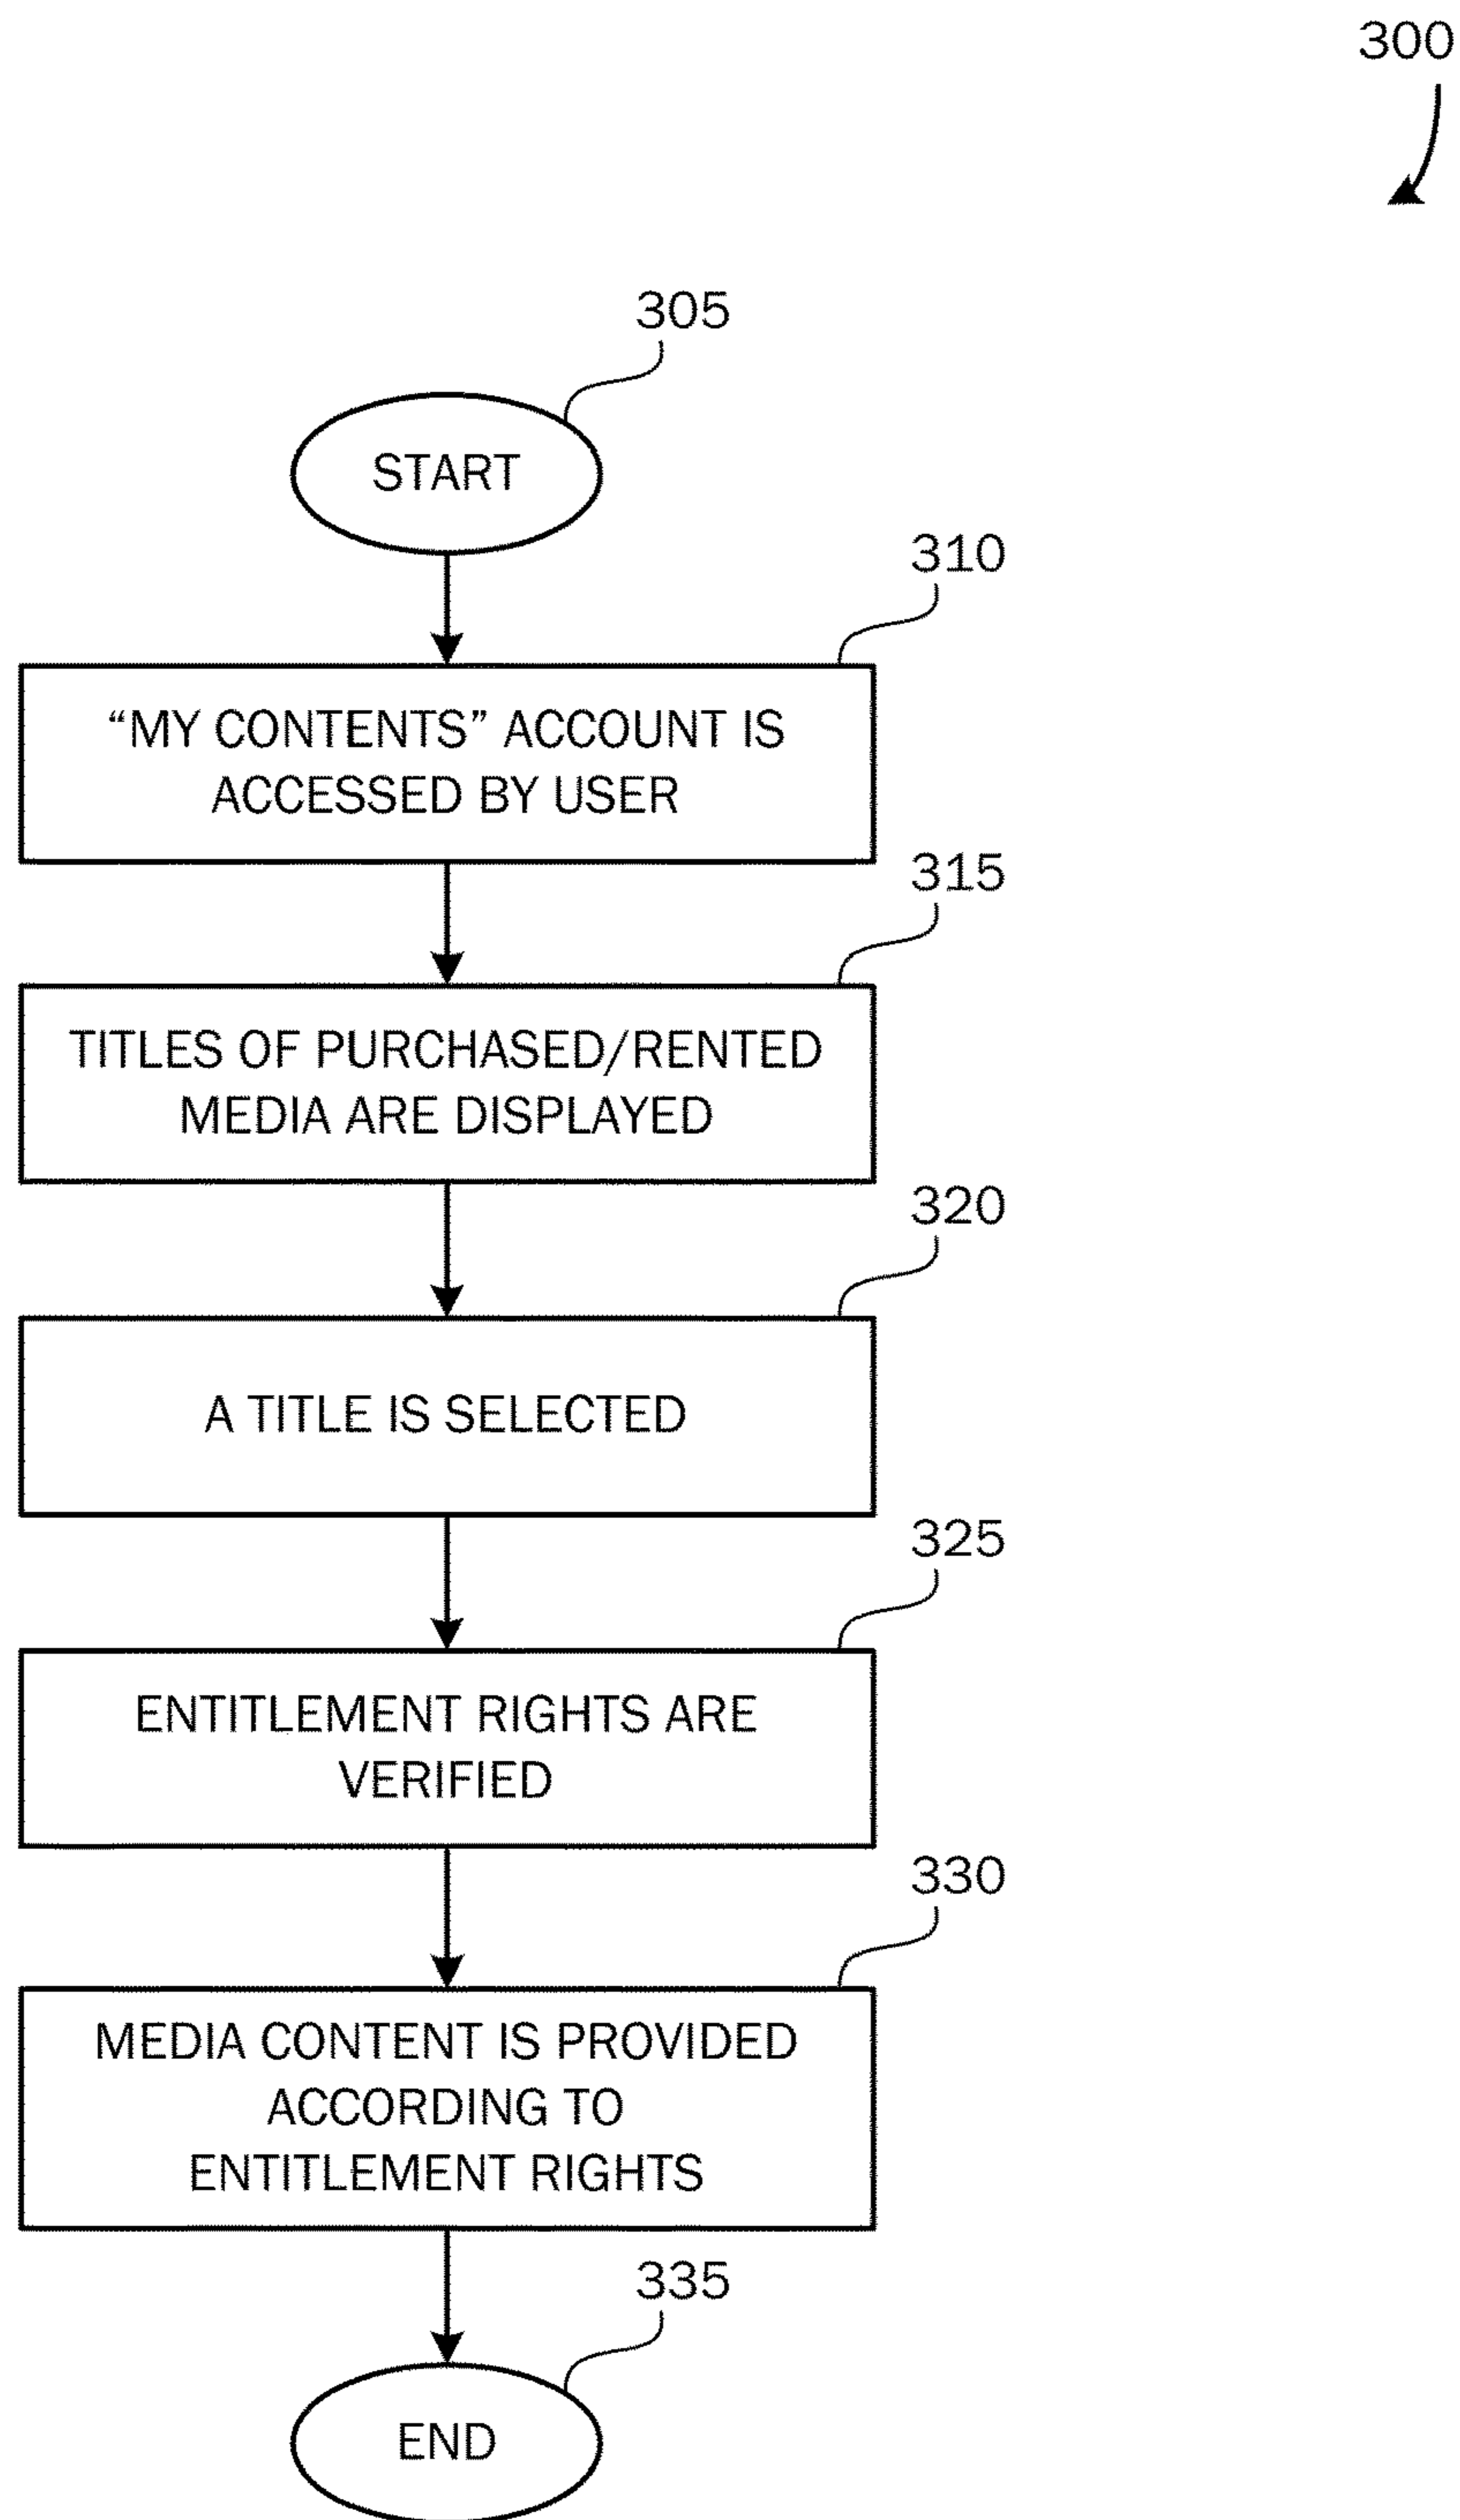 300
305
START
310
“MY CONTENTS” ACCOUNT IS
ACCESSED BY USER
315
TITLES OF PURCHASED/RENTED
MEDIA ARE DISPLAYED
320
A TITLE IS SELECTED
325
ENTITLEMENT RIGHTS ARE
VERIFIED
330
MEDIA CONTENT IS PROVIDED
ACCORDING TO
ENTITLEMENT RIGHTS
335
END